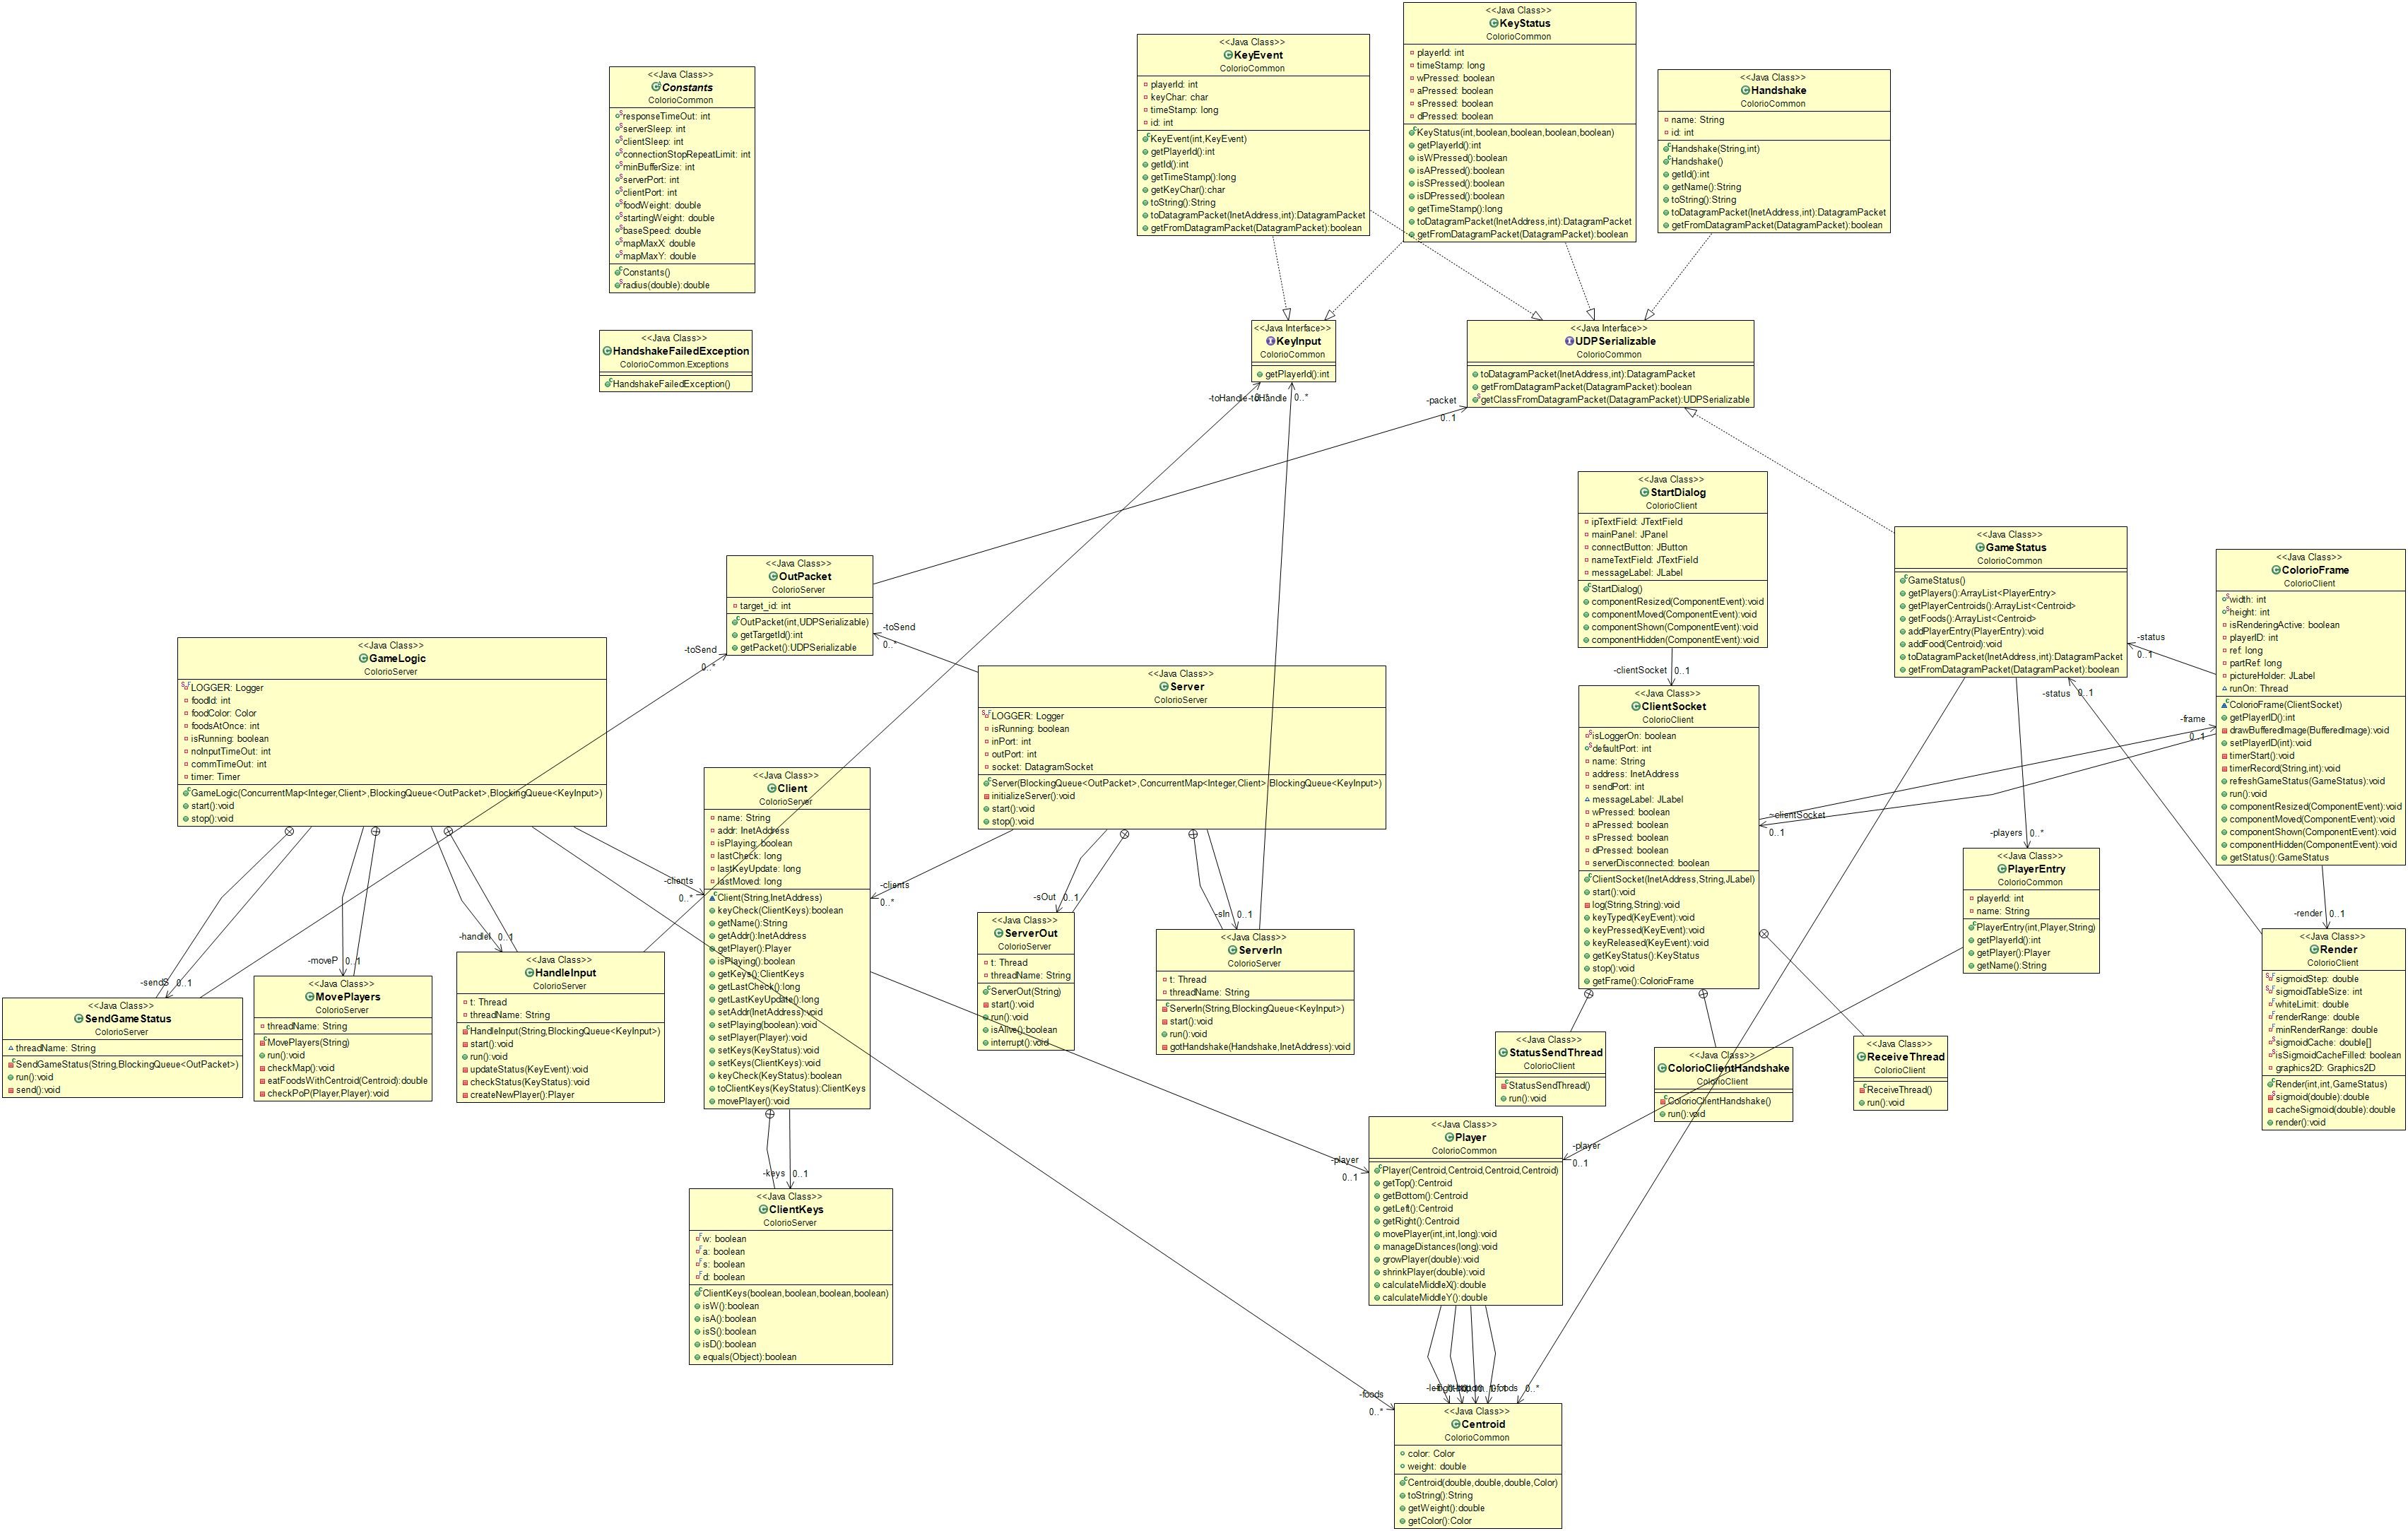 <<Java Class>>
KeyStatus
ColorioCommon
playerId: int
timeStamp: long
wPressed: boolean
aPressed: boolean
sPressed: boolean
dPressed: boolean
KeyStatus(int,boolean,boolean,boolean,boolean)
getPlayerId():int
isWPressed():boolean
isAPressed():boolean
isSPressed():boolean
isDPressed():boolean
getTimeStamp():long
toDatagramPacket(InetAddress,int):DatagramPacket
getFromDatagramPacket(DatagramPacket):boolean
<<Java Class>>
KeyEvent
ColorioCommon
playerId: int
keyChar: char
timeStamp: long
id: int
KeyEvent(int,KeyEvent)
getPlayerId():int
getId():int
getTimeStamp():long
getKeyChar():char
toString():String
toDatagramPacket(InetAddress,int):DatagramPacket
getFromDatagramPacket(DatagramPacket):boolean
<<Java Class>>
Constants
ColorioCommon
responseTimeOut: int
serverSleep: int
clientSleep: int
connectionStopRepeatLimit: int
minBufferSize: int
serverPort: int
clientPort: int
foodWeight: double
startingWeight: double
baseSpeed: double
mapMaxX: double
mapMaxY: double
Constants()
radius(double):double
<<Java Class>>
Handshake
ColorioCommon
name: String
id: int
Handshake(String,int)
Handshake()
getId():int
getName():String
toString():String
toDatagramPacket(InetAddress,int):DatagramPacket
getFromDatagramPacket(DatagramPacket):boolean
<<Java Class>>
HandshakeFailedException
ColorioCommon.Exceptions
HandshakeFailedException()
<<Java Interface>>
KeyInput
ColorioCommon
getPlayerId():int
<<Java Interface>>
UDPSerializable
ColorioCommon
toDatagramPacket(InetAddress,int):DatagramPacket
getFromDatagramPacket(DatagramPacket):boolean
getClassFromDatagramPacket(DatagramPacket):UDPSerializable
-toHandle
-toHandle
0..*
-packet
0..1
<<Java Class>>
StartDialog
ColorioClient
ipTextField: JTextField
mainPanel: JPanel
connectButton: JButton
nameTextField: JTextField
messageLabel: JLabel
StartDialog()
componentResized(ComponentEvent):void
componentMoved(ComponentEvent):void
componentShown(ComponentEvent):void
componentHidden(ComponentEvent):void
<<Java Class>>
GameStatus
ColorioCommon
GameStatus()
getPlayers():ArrayList<PlayerEntry>
getPlayerCentroids():ArrayList<Centroid>
getFoods():ArrayList<Centroid>
addPlayerEntry(PlayerEntry):void
addFood(Centroid):void
toDatagramPacket(InetAddress,int):DatagramPacket
getFromDatagramPacket(DatagramPacket):boolean
<<Java Class>>
ColorioFrame
ColorioClient
width: int
height: int
isRenderingActive: boolean
playerID: int
ref: long
partRef: long
pictureHolder: JLabel
runOn: Thread
ColorioFrame(ClientSocket)
getPlayerID():int
drawBufferedImage(BufferedImage):void
setPlayerID(int):void
timerStart():void
timerRecord(String,int):void
refreshGameStatus(GameStatus):void
run():void
componentResized(ComponentEvent):void
componentMoved(ComponentEvent):void
componentShown(ComponentEvent):void
componentHidden(ComponentEvent):void
getStatus():GameStatus
-status
0..1
-status
0..1
-frame
0..1
<<Java Class>>
OutPacket
ColorioServer
target_id: int
OutPacket(int,UDPSerializable)
getTargetId():int
getPacket():UDPSerializable
-toSend
0..*
-toSend
0..*
<<Java Class>>
GameLogic
ColorioServer
LOGGER: Logger
foodId: int
foodColor: Color
foodsAtOnce: int
isRunning: boolean
noInputTimeOut: int
commTimeOut: int
timer: Timer
GameLogic(ConcurrentMap<Integer,Client>,BlockingQueue<OutPacket>,BlockingQueue<KeyInput>)
start():void
stop():void
<<Java Class>>
Server
ColorioServer
LOGGER: Logger
isRunning: boolean
inPort: int
outPort: int
socket: DatagramSocket
Server(BlockingQueue<OutPacket>,ConcurrentMap<Integer,Client>,BlockingQueue<KeyInput>)
initializeServer():void
start():void
stop():void
-clientSocket
0..1
<<Java Class>>
ClientSocket
ColorioClient
isLoggerOn: boolean
defaultPort: int
name: String
address: InetAddress
sendPort: int
messageLabel: JLabel
wPressed: boolean
aPressed: boolean
sPressed: boolean
dPressed: boolean
serverDisconnected: boolean
ClientSocket(InetAddress,String,JLabel)
start():void
log(String,String):void
keyTyped(KeyEvent):void
keyPressed(KeyEvent):void
keyReleased(KeyEvent):void
getKeyStatus():KeyStatus
stop():void
getFrame():ColorioFrame
~clientSocket
0..1
-players
0..*
<<Java Class>>
PlayerEntry
ColorioCommon
playerId: int
name: String
PlayerEntry(int,Player,String)
getPlayerId():int
getPlayer():Player
getName():String
-render
0..1
<<Java Class>>
Render
ColorioClient
sigmoidStep: double
sigmoidTableSize: int
whiteLimit: double
renderRange: double
minRenderRange: double
sigmoidCache: double[]
isSigmoidCacheFilled: boolean
graphics2D: Graphics2D
Render(int,int,GameStatus)
sigmoid(double):double
cacheSigmoid(double):double
render():void
<<Java Class>>
Client
ColorioServer
name: String
addr: InetAddress
isPlaying: boolean
lastCheck: long
lastKeyUpdate: long
lastMoved: long
Client(String,InetAddress)
keyCheck(ClientKeys):boolean
getName():String
getAddr():InetAddress
getPlayer():Player
isPlaying():boolean
getKeys():ClientKeys
getLastCheck():long
getLastKeyUpdate():long
setAddr(InetAddress):void
setPlaying(boolean):void
setPlayer(Player):void
setKeys(KeyStatus):void
setKeys(ClientKeys):void
keyCheck(KeyStatus):boolean
toClientKeys(KeyStatus):ClientKeys
movePlayer():void
-clients
0..*
-clients
0..*
-sOut
0..1
-sIn
0..1
<<Java Class>>
ServerOut
ColorioServer
t: Thread
threadName: String
ServerOut(String)
start():void
run():void
isAlive():boolean
interrupt():void
<<Java Class>>
ServerIn
ColorioServer
t: Thread
threadName: String
ServerIn(String,BlockingQueue<KeyInput>)
start():void
run():void
gotHandshake(Handshake,InetAddress):void
-sendS
0..1
-moveP
0..1
-handleI
0..1
<<Java Class>>
SendGameStatus
ColorioServer
threadName: String
SendGameStatus(String,BlockingQueue<OutPacket>)
run():void
send():void
<<Java Class>>
MovePlayers
ColorioServer
threadName: String
MovePlayers(String)
run():void
checkMap():void
eatFoodsWithCentroid(Centroid):double
checkPoP(Player,Player):void
<<Java Class>>
HandleInput
ColorioServer
t: Thread
threadName: String
HandleInput(String,BlockingQueue<KeyInput>)
start():void
run():void
updateStatus(KeyEvent):void
checkStatus(KeyStatus):void
createNewPlayer():Player
<<Java Class>>
StatusSendThread
ColorioClient
StatusSendThread()
run():void
<<Java Class>>
ColorioClientHandshake
ColorioClient
ColorioClientHandshake()
run():void
<<Java Class>>
ReceiveThread
ColorioClient
ReceiveThread()
run():void
-player
0..1
-player
0..1
<<Java Class>>
Player
ColorioCommon
Player(Centroid,Centroid,Centroid,Centroid)
getTop():Centroid
getBottom():Centroid
getLeft():Centroid
getRight():Centroid
movePlayer(int,int,long):void
manageDistances(long):void
growPlayer(double):void
shrinkPlayer(double):void
calculateMiddleX():double
calculateMiddleY():double
-keys
0..1
<<Java Class>>
ClientKeys
ColorioServer
w: boolean
a: boolean
s: boolean
d: boolean
ClientKeys(boolean,boolean,boolean,boolean)
isW():boolean
isA():boolean
isS():boolean
isD():boolean
equals(Object):boolean
-foods
0..*
-foods
0..*
<<Java Class>>
Centroid
ColorioCommon
color: Color
weight: double
Centroid(double,double,double,Color)
toString():String
getWeight():double
getColor():Color